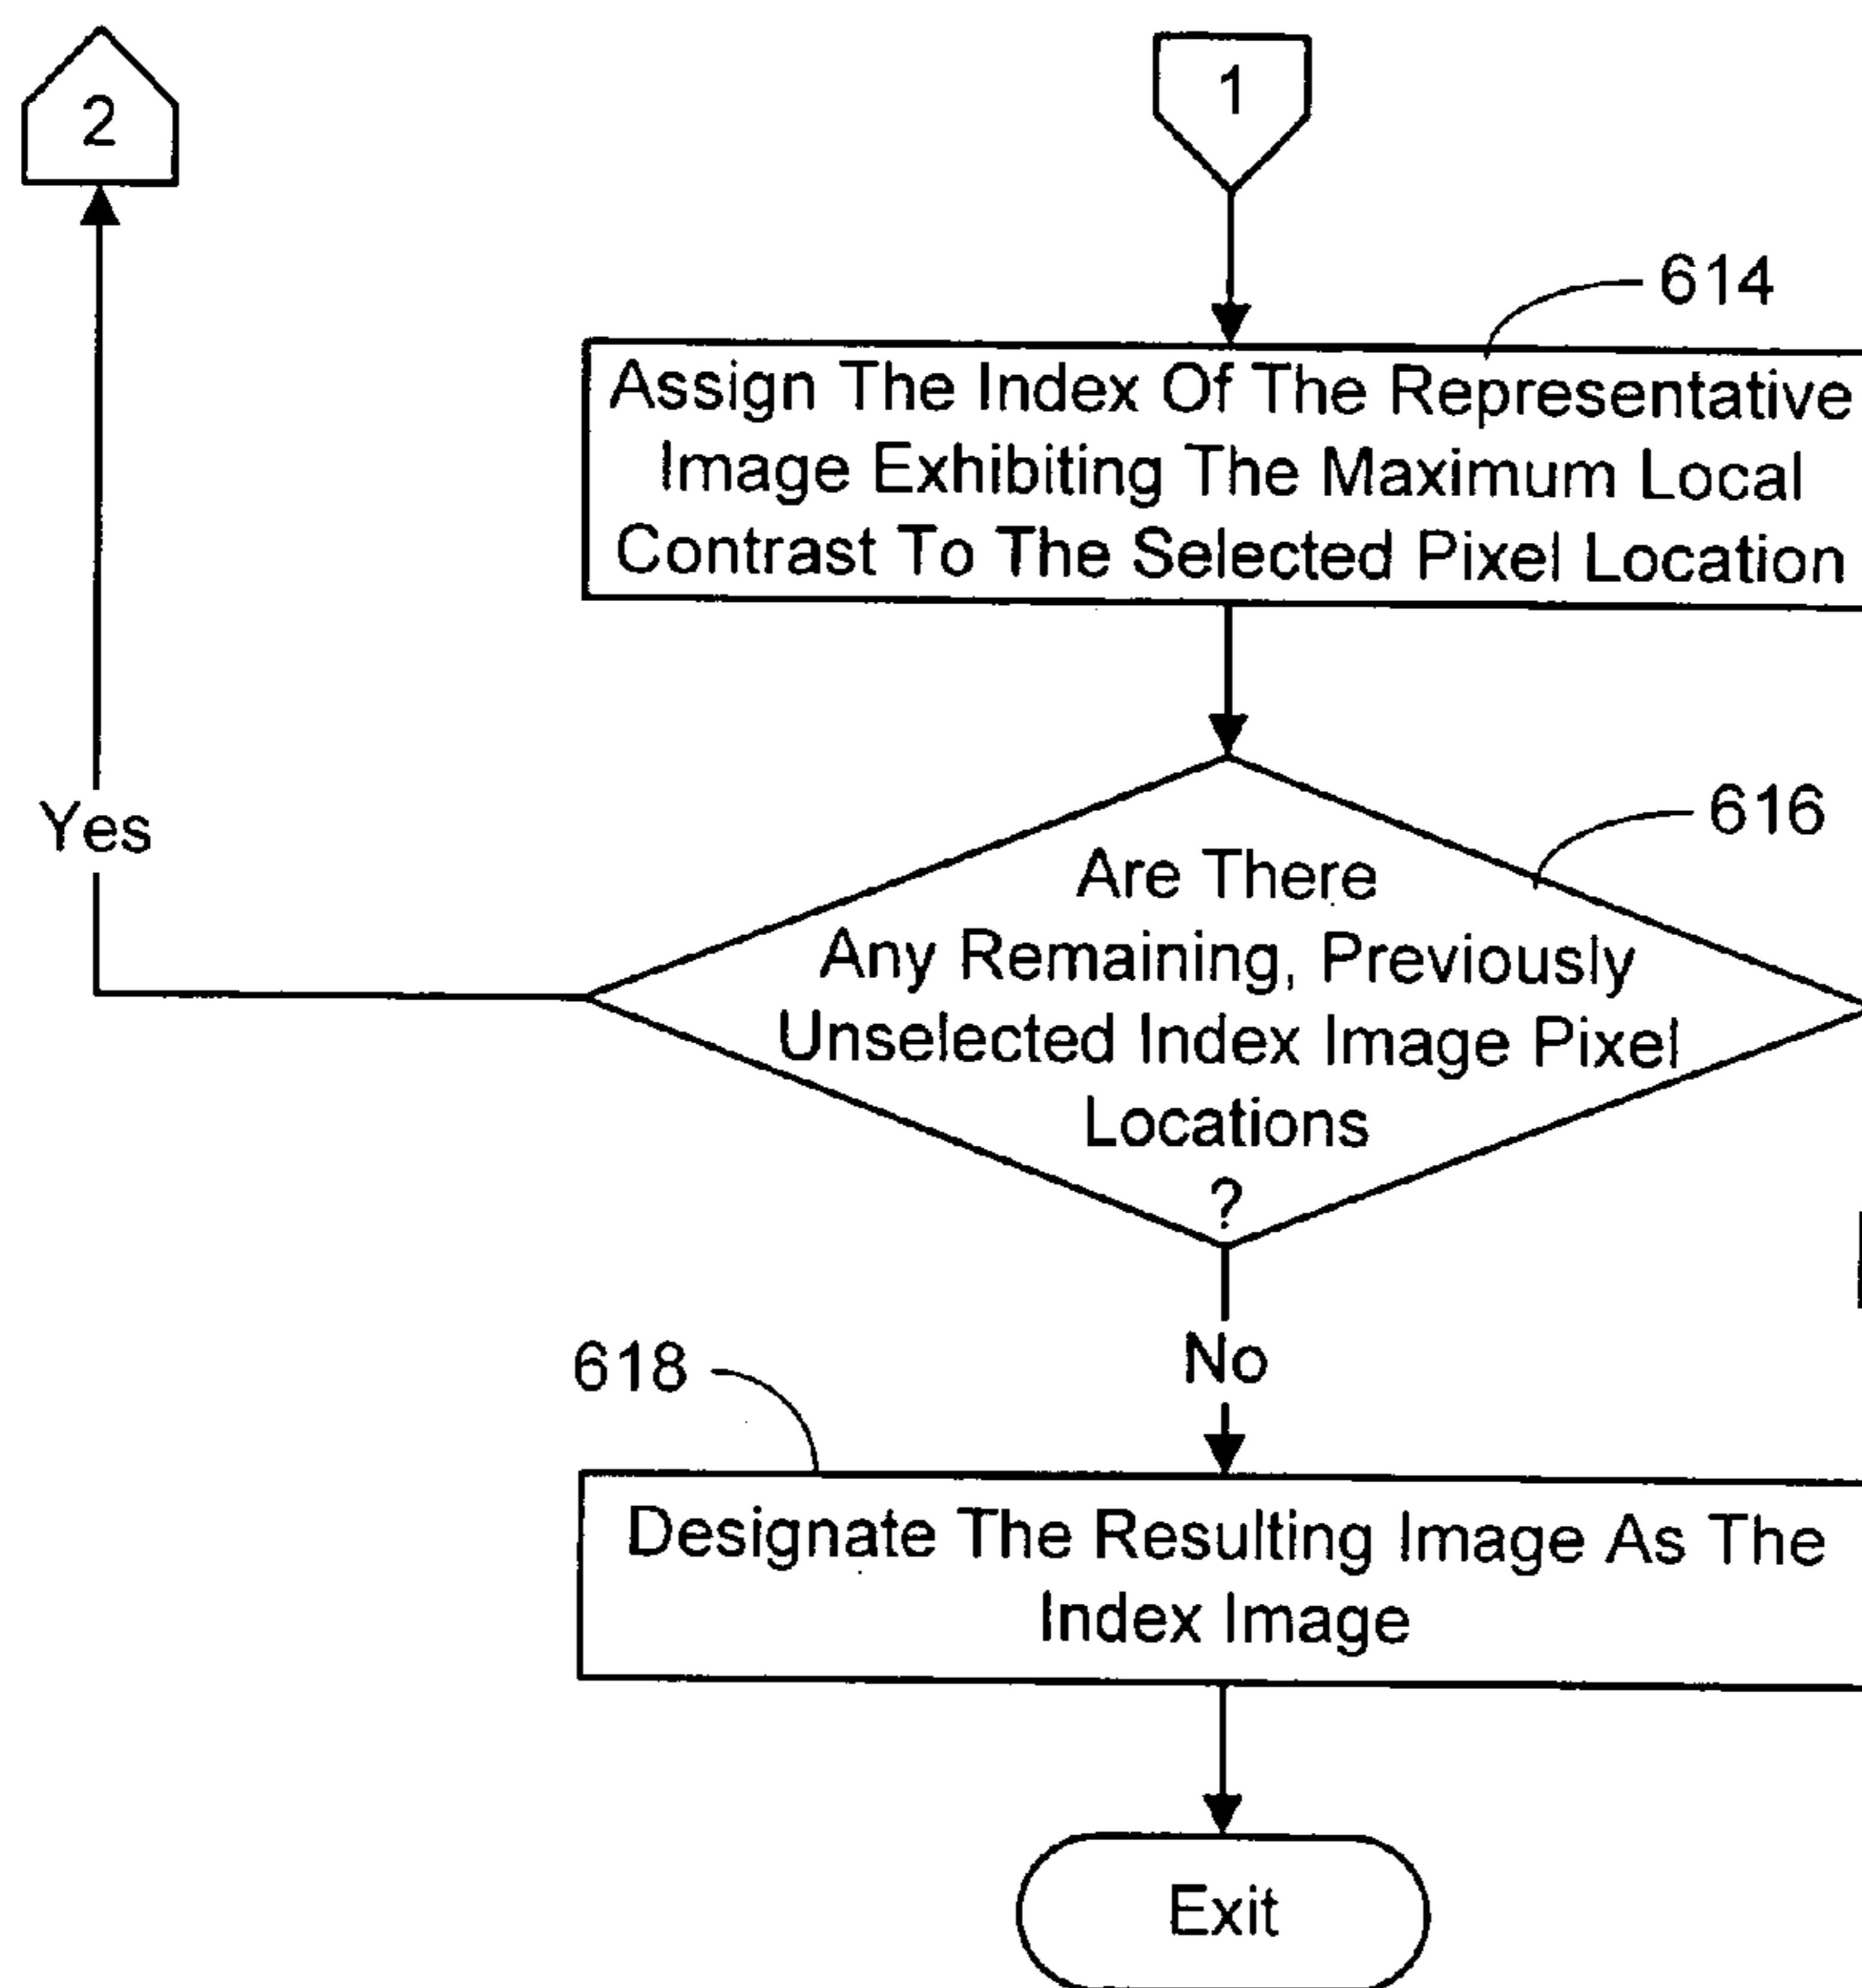 2
1
614
Assign The Index Of The Representative
Image Exhibiting The Maximum Local
Contrast To The Selected Pixel Location
Yes
616
Are There
Any Remaining, Previously
Unselected Index Image Pixel
Locations
?
618
No
Designate The Resulting Image As The
Index Image
Exit